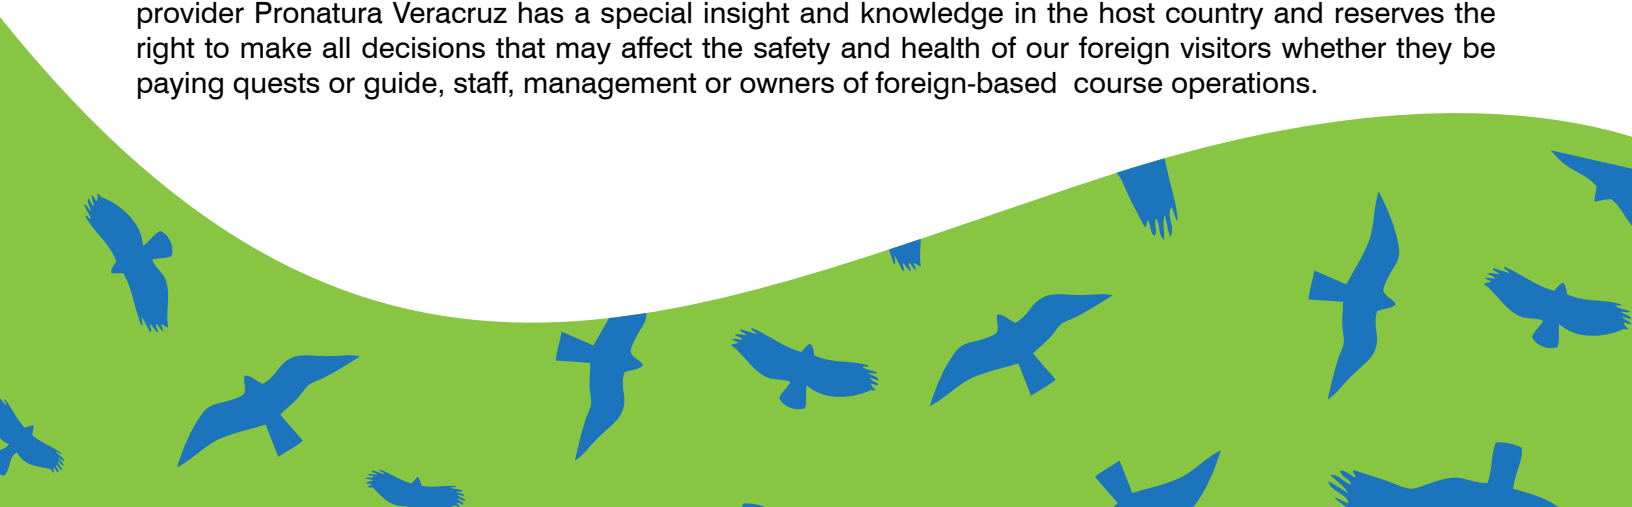 provider Pronatura Veracruz has a special insight and knowledge in the host country and reserves the
right to make all decisions that may affect the safety and health of our foreign visitors whether they be
paying quests or guide, staff, management or owners of foreign-based  course operations.